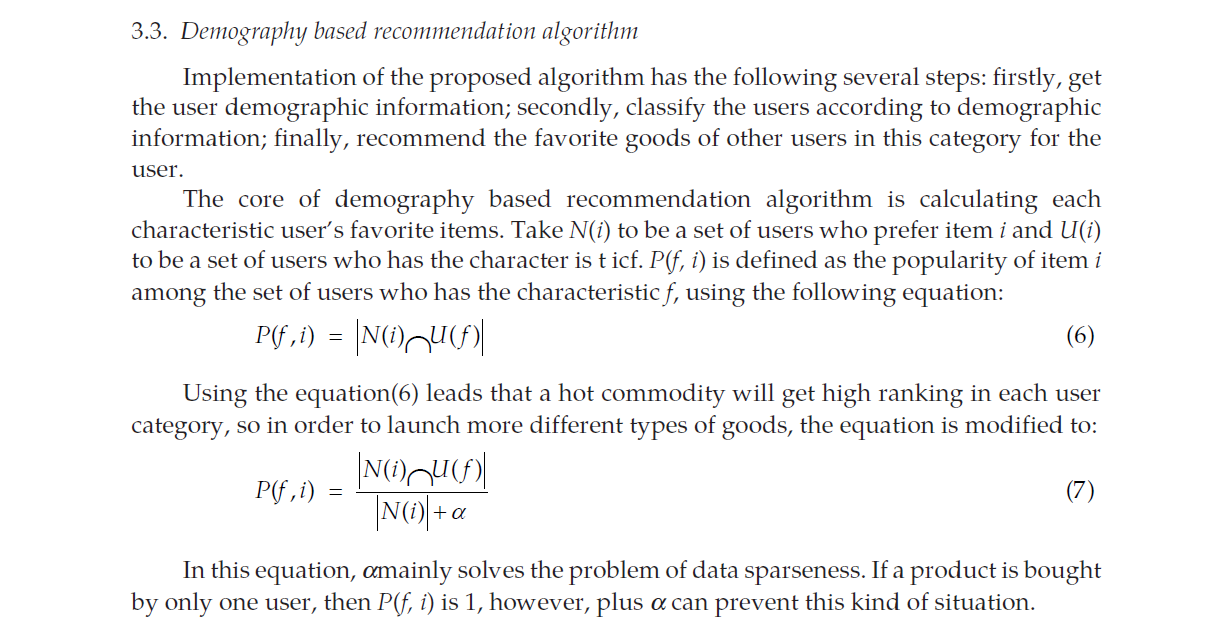 3.3. Demography based recommendation algorithm
Implementation of the proposed algorithm has the following several steps: firstly, get
the user demographic information; secondly, classify the users according to demographic
information; finally, recommend the favorite goods of other users in this category for the
user.
The core of demography based recommendation algorithm is calculating each
characteristic user's favorite items. Take N(i) to be a set of users who prefer item i and U(i)
to be a set of users who has the character is t icf. P(f, i) is defined as the popularity of item i
among the set of users who has the characteristic f, using the following equation:
P(f,i) = |N(i)⌒U(f)| (6)
Using the equation(6) leads that a hot commodity will get high ranking in each user
category, so in order to launch more different types of goods, the equation is modified to:
P(f,i) = |N(i)⌒U(f)| / |N(i)| + α (7)
In this equation, αmainly solves the problem of data sparseness. If a product is bought
by only one user, then P(f, i) is 1, however, plus α can prevent this kind of situation.